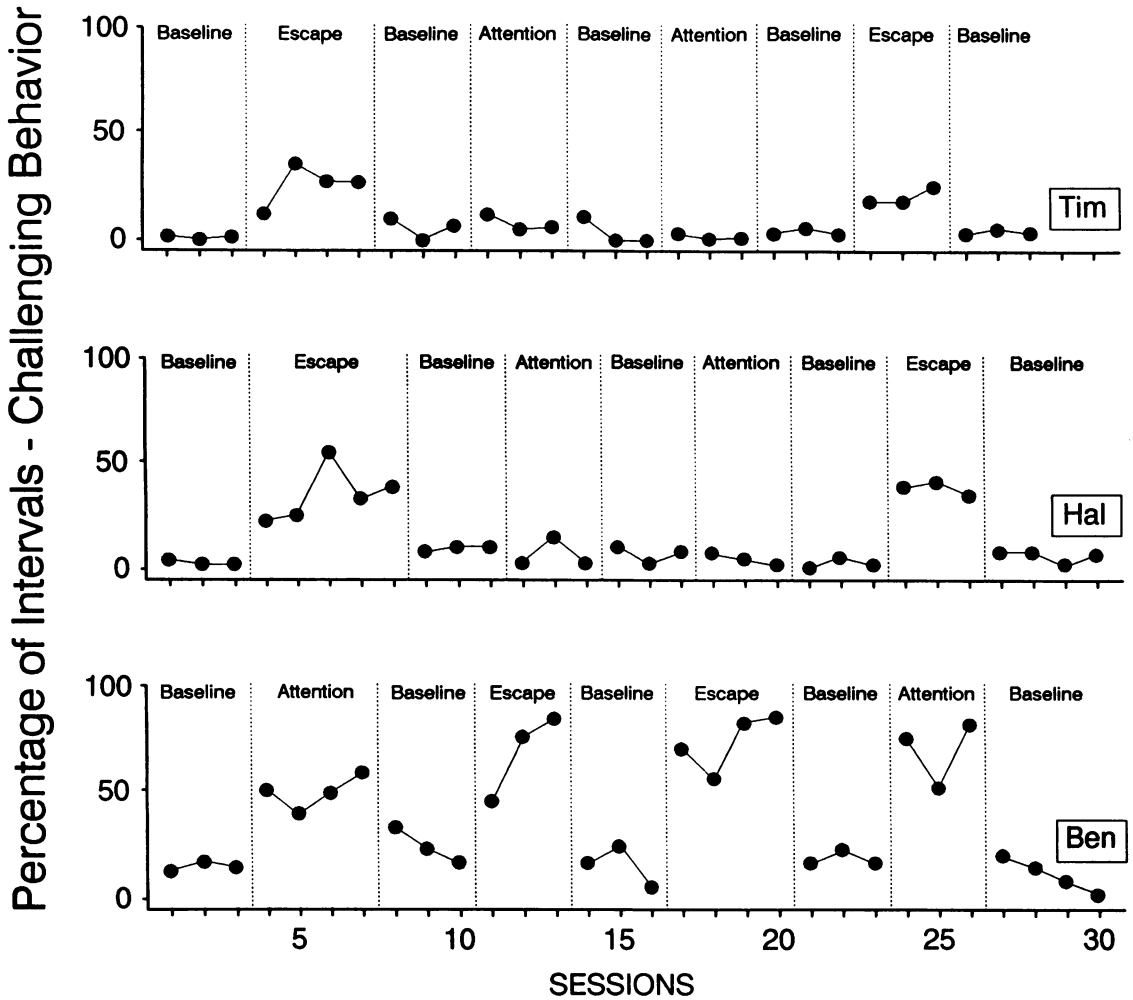 Percentage of Intervals - Challenging Behavior
100
50
0
Baseline Escape Baseline Attention Baseline Attention Baseline Escape Baseline
Tim
100
50
0
Baseline Escape Baseline Attention Baseline Attention Baseline Escape Baseline
Hal
100
50
0
Baseline Attention Baseline Escape Baseline Escape Baseline Attention Baseline
Ben
5 10 15 20 25 30
SESSIONS